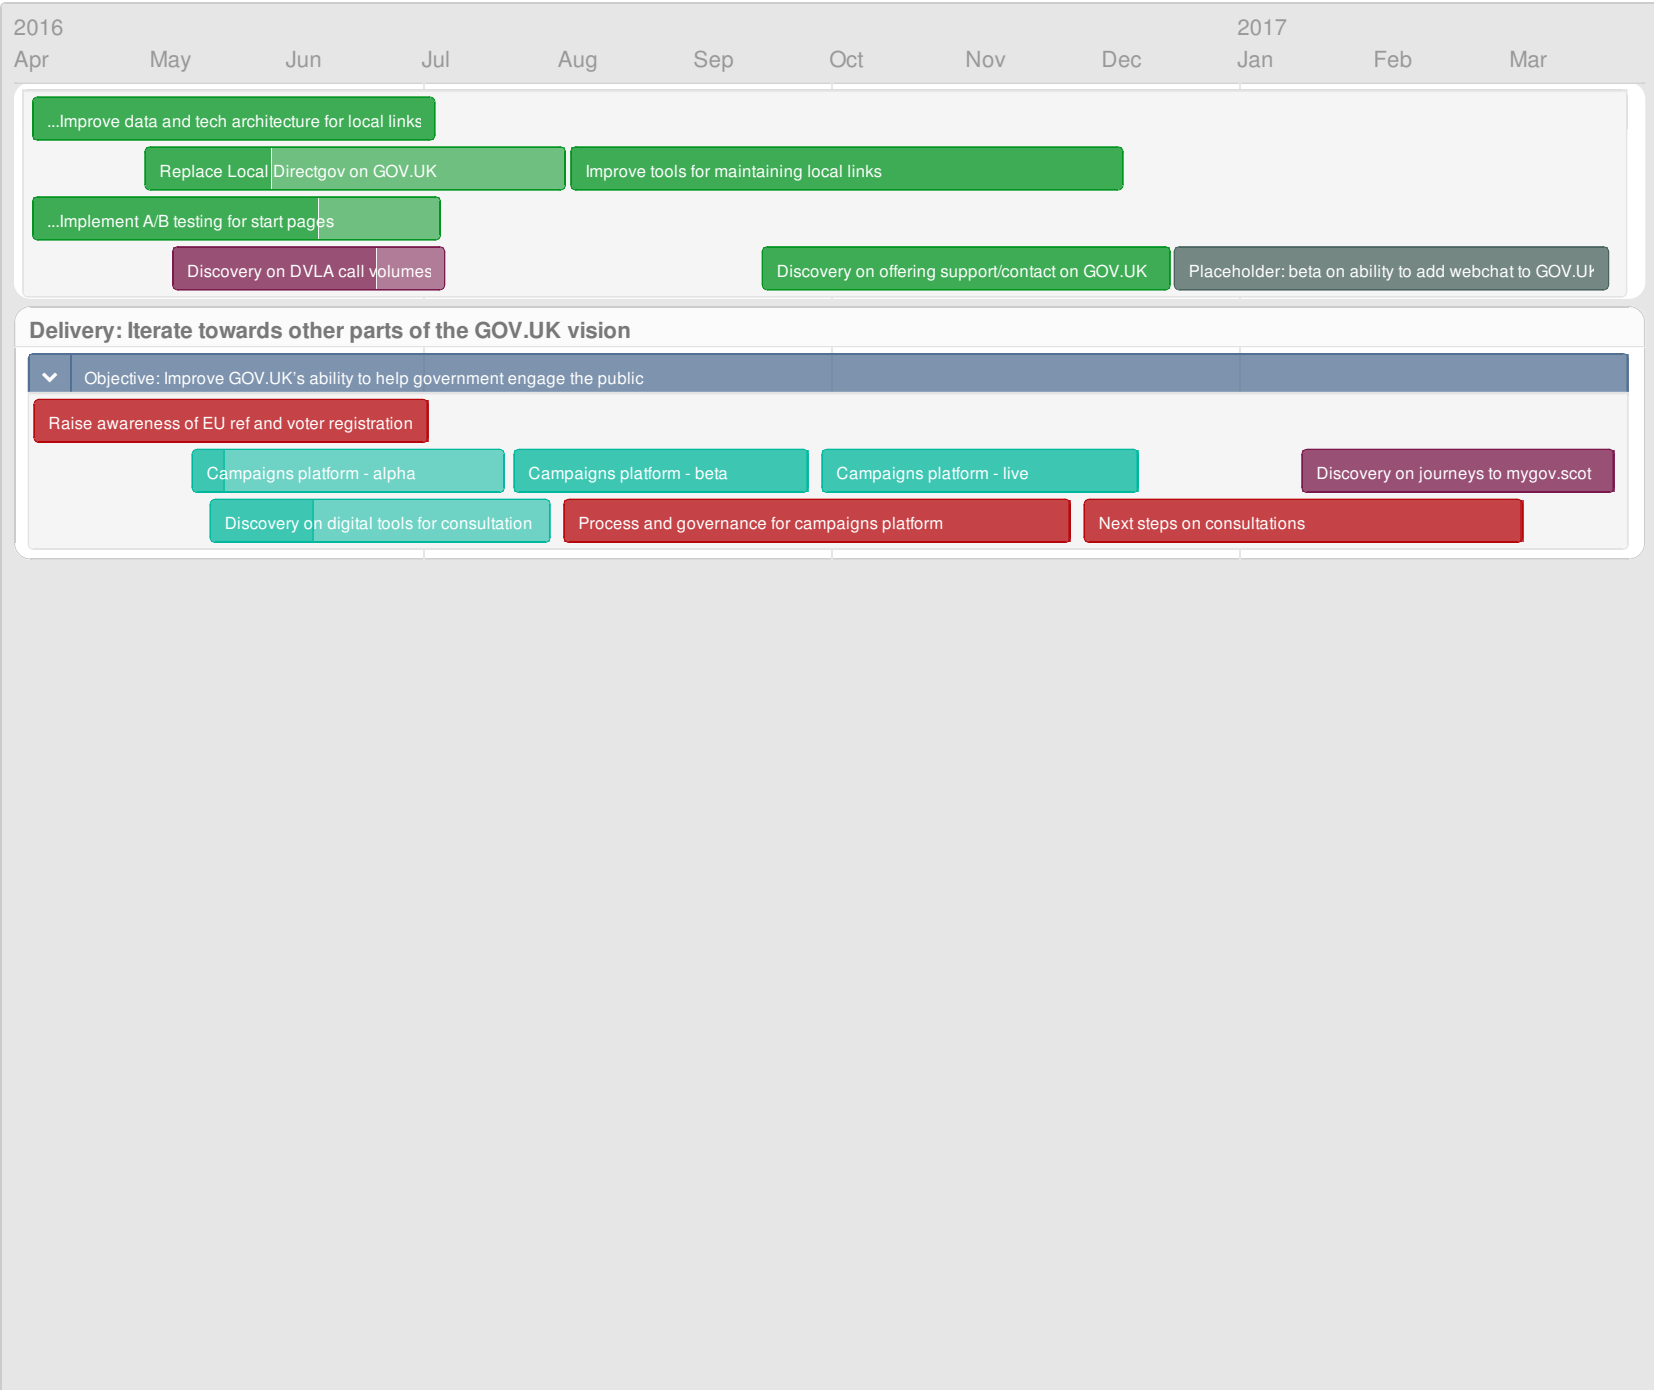 2016 2017
Apr May Jun Jul Aug Sep Oct Nov Dec Jan Feb Mar
...Improve data and tech architecture for local links
Replace Local Directgov on GOV.UK Improve tools for maintaining local links
...Implement A/B testing for start pages
Discovery on DVLA call volumes Discovery on offering support/contact on GOV.UK Placeholder: beta on ability to add webchat to GOV.UK
Delivery: Iterate towards other parts of the GOV.UK vision
Objective: Improve GOV.UK's ability to help government engage the public
Raise awareness of EU ref and voter registration
Campaigns platform - alpha Campaigns platform - beta Campaigns platform - live Discovery on journeys to mygov.scot
Discovery on digital tools for consultation Process and governance for campaigns platform Next steps on consultations